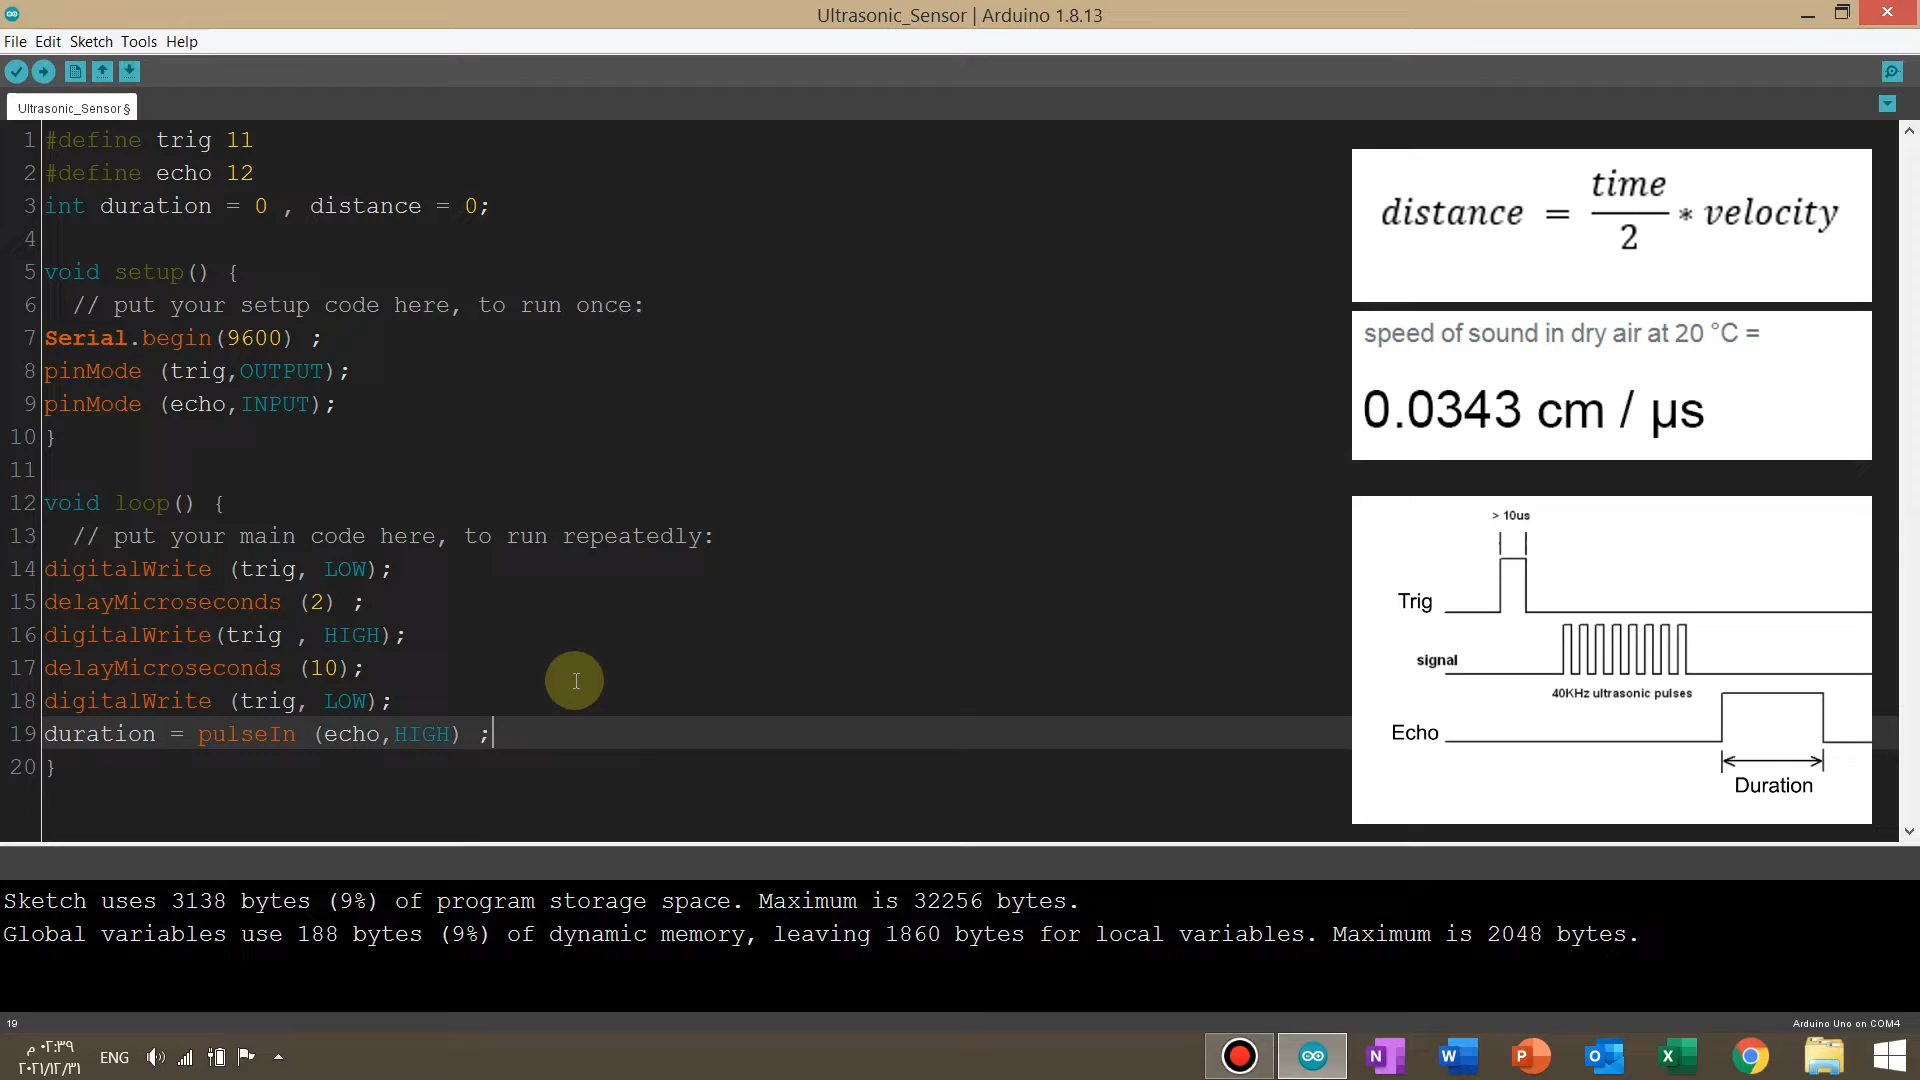 Ultrasonic_Sensor | Arduino 1.8.13
File Edit Sketch Tools Help
Ultrasonic_Sensor §
1 #define trig 11
2 #define echo 12
3 int duration = 0 , distance = 0;
4
5 void setup() {
6   // put your setup code here, to run once:
7 Serial.begin(9600) ;
8 pinMode (trig,OUTPUT);
9 pinMode (echo,INPUT);
10 }
11
12 void loop() {
13   // put your main code here, to run repeatedly:
14 digitalWrite (trig, LOW);
15 delayMicroseconds (2) ;
16 digitalWrite(trig , HIGH);
17 delayMicroseconds (10);
18 digitalWrite (trig, LOW);
19 duration = pulseIn (echo,HIGH) ;
20 }
distance = time/2 * velocity
speed of sound in dry air at 20 °C =
0.0343 cm / µs
> 10us
Trig
signal
40KHz ultrasonic pulses
Echo
Duration
Sketch uses 3138 bytes (9%) of program storage space. Maximum is 32256 bytes.
Global variables use 188 bytes (9%) of dynamic memory, leaving 1860 bytes for local variables. Maximum is 2048 bytes.
19
Arduino Uno on COM4
٠٢:٣٩ م
ENG
٢٠٢١/١٢/٣١
N
W
P
O
X